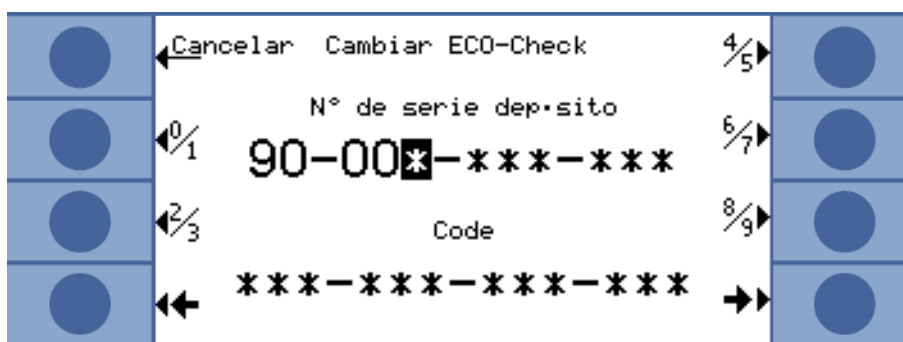 Cancelar Cambiar ECO-Check 4/5
N° de serie dep·sito
0/1 90-00*-***-*** 6/7
2/3 Code 8/9
***-***-***-***